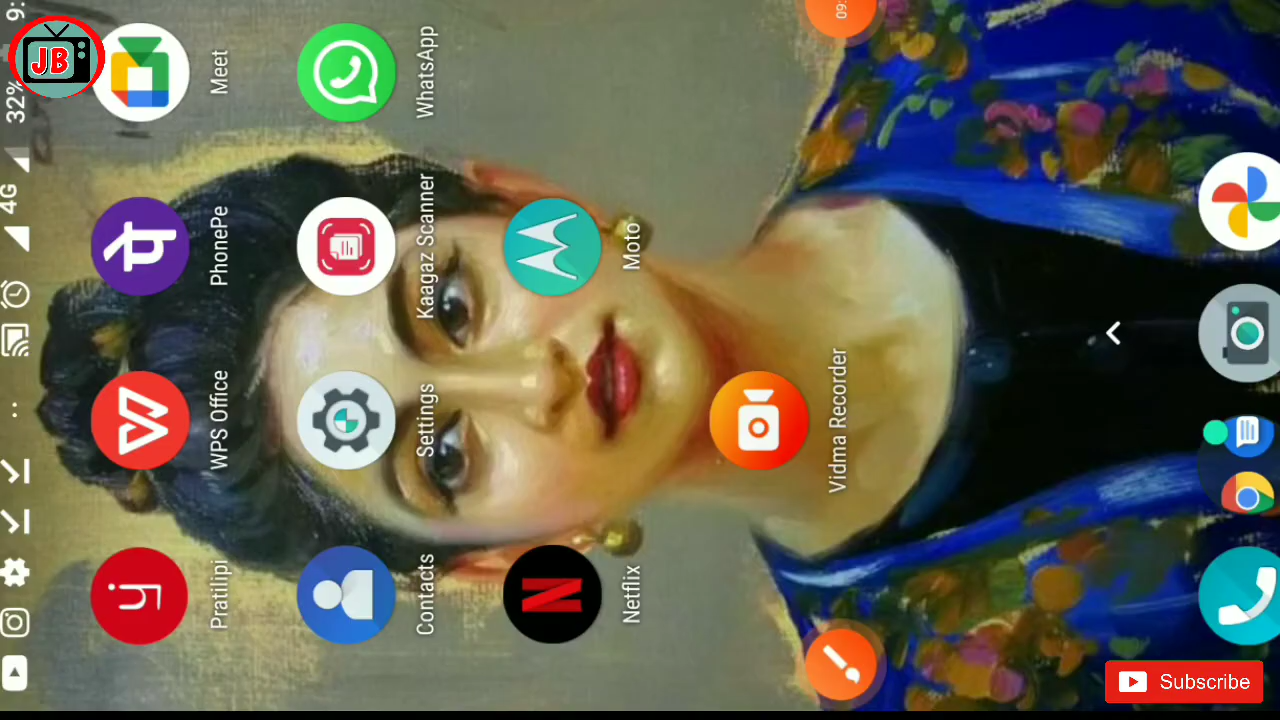 JB
9:
32%
4G
Pratilipi
WPS Office
PhonePe
Meet
Contacts
Settings
Kaagaz Scanner
WhatsApp
Netflix
Moto
Vidma Recorder
09:
Subscribe